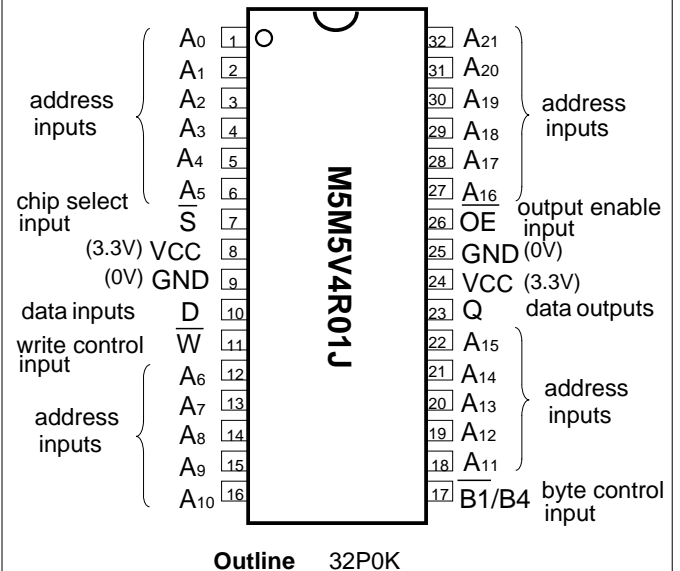 A0 1 32 A21
A1 2 31 A20
A2 3 30 A19
address inputs
A3 4 29 A18
address inputs
A4 5 28 A17
A5 6 27 A16
chip select input
S̅ 7 26 O̅E̅
output enable input
(3.3V) VCC 8 25 GND (0V)
(0V) GND 9 24 VCC (3.3V)
data inputs D 10 23 Q data outputs
write control input
W̅ 11 22 A15
A6 12 21 A14
A7 13 20 A13
address inputs
A8 14 19 A12
address inputs
A9 15 18 A11
A10 16 17 B̅1̅/B4
byte control input
M5M5V4R01J
Outline 32P0K